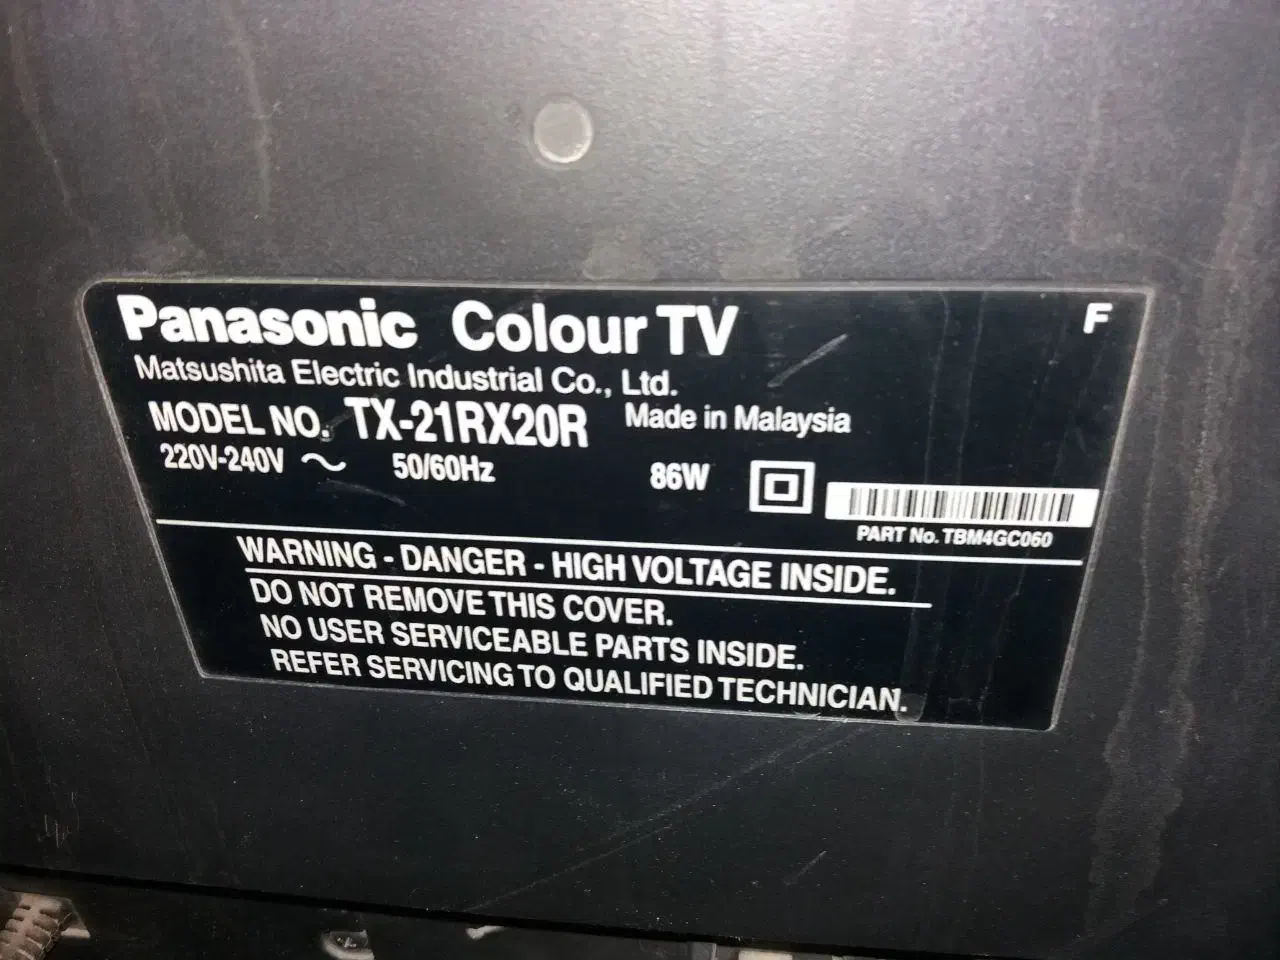 Panasonic Colour TV F
Matsushita Electric Industrial Co., Ltd.
MODEL NO. TX-21RX20R Made in Malaysia
220V-240V ~ 50/60Hz 86W
PART No. TBM4GC060
WARNING - DANGER - HIGH VOLTAGE INSIDE.
DO NOT REMOVE THIS COVER.
NO USER SERVICEABLE PARTS INSIDE.
REFER SERVICING TO QUALIFIED TECHNICIAN.